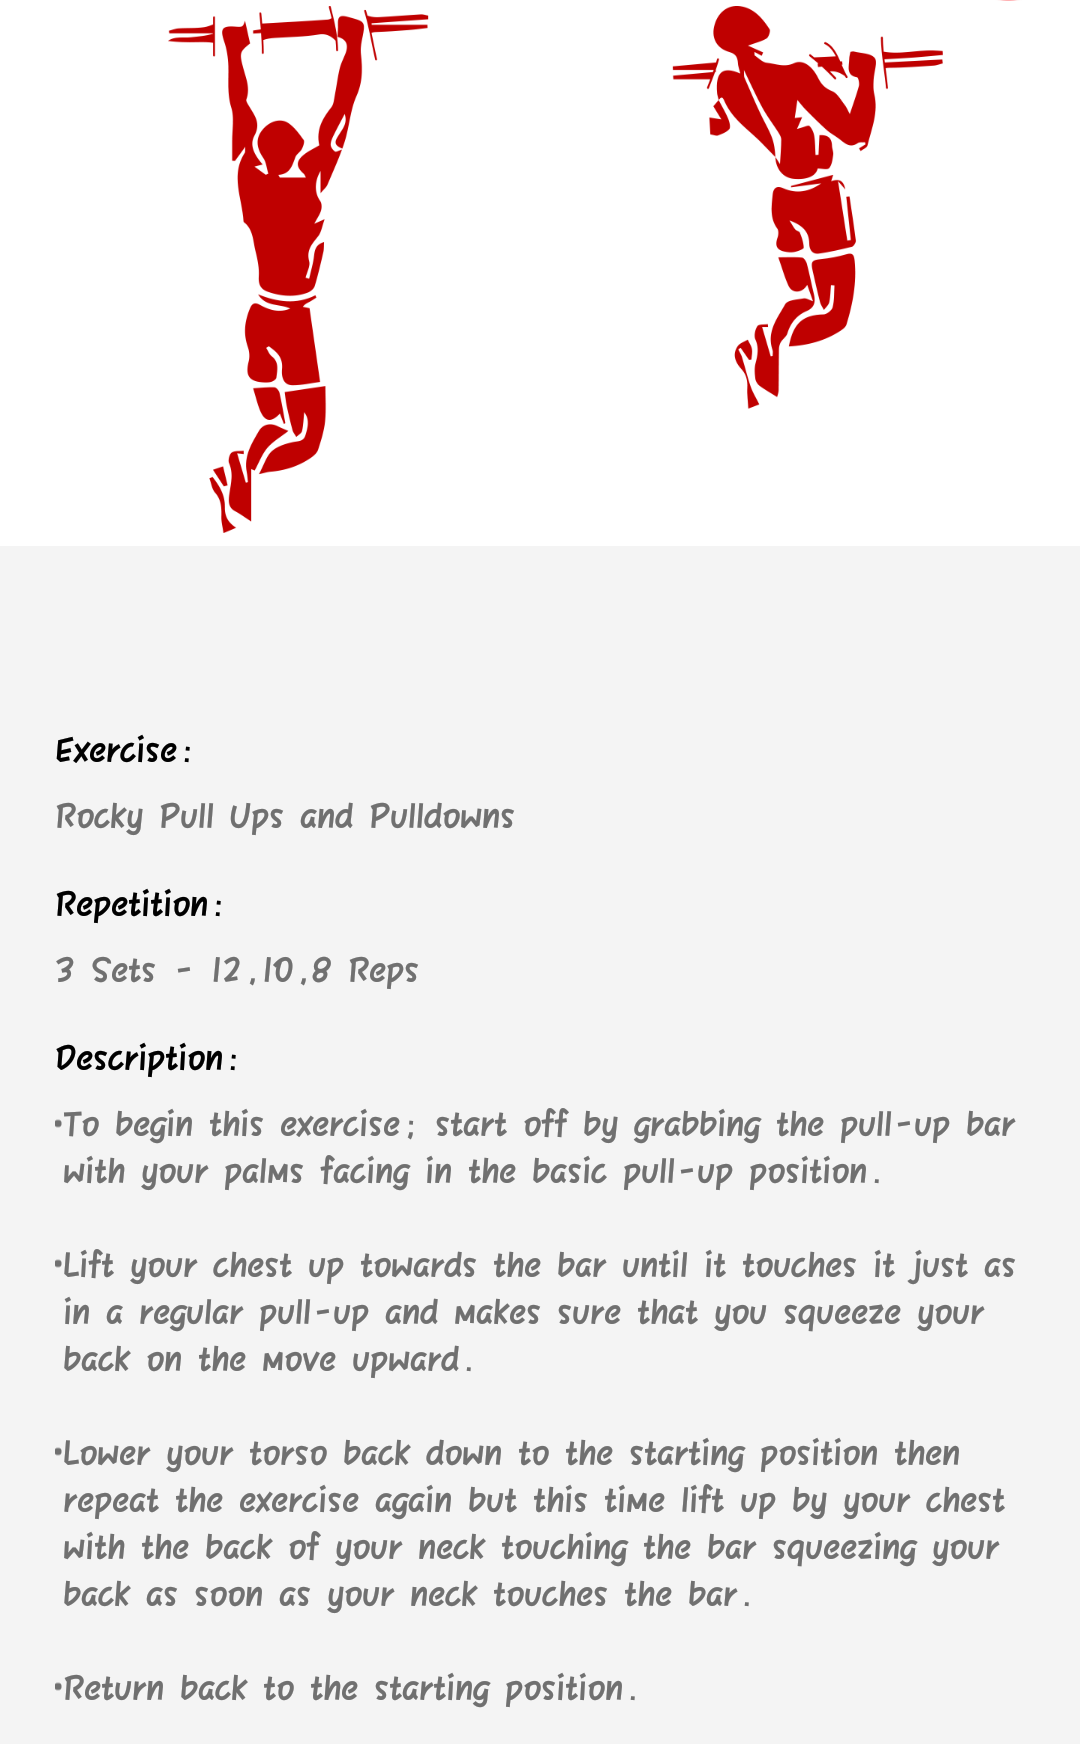 Exercise:
Rocky Pull Ups and Pulldowns
Repetition:
3 Sets - 12,10,8 Reps
Description:
•To begin this exercise; start off by grabbing the pull-up bar
with your palms facing in the basic pull-up position.
•Lift your chest up towards the bar until it touches it just as
in a regular pull-up and makes sure that you squeeze your
back on the move upward.
•Lower your torso back down to the starting position then
repeat the exercise again but this time lift up by your chest
with the back of your neck touching the bar squeezing your
back as soon as your neck touches the bar.
•Return back to the starting position.